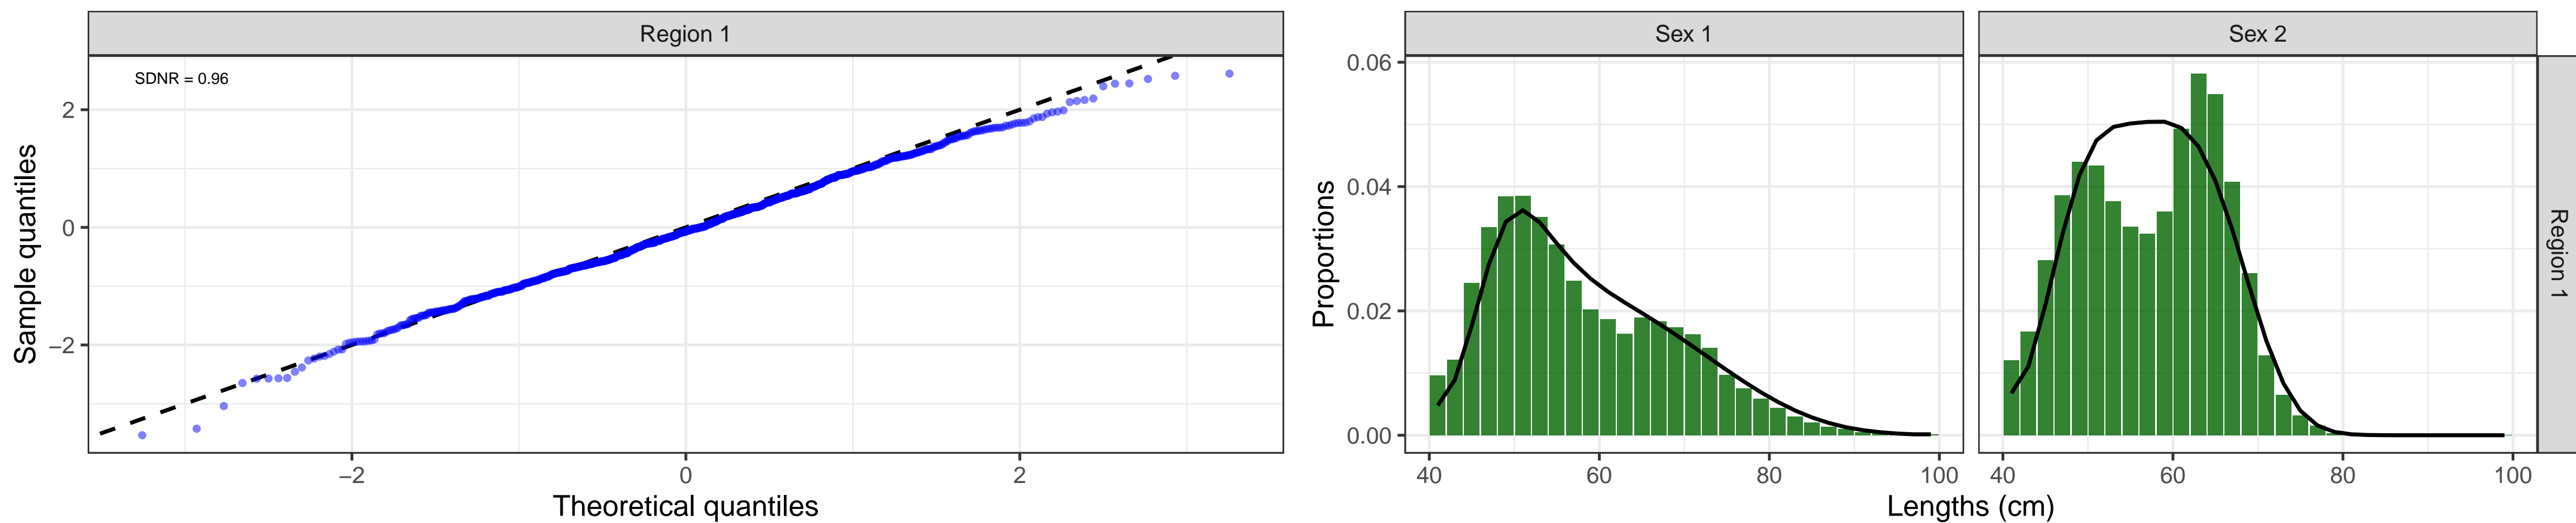 Region 1
SDNR = 0.96
2
0
−2
−2
0
2
Sample quantiles
Theoretical quantiles
Sex 1
Sex 2
Region 1
0.06
0.04
0.02
0.00
40
60
80
100
40
60
80
100
Proportions
Lengths (cm)